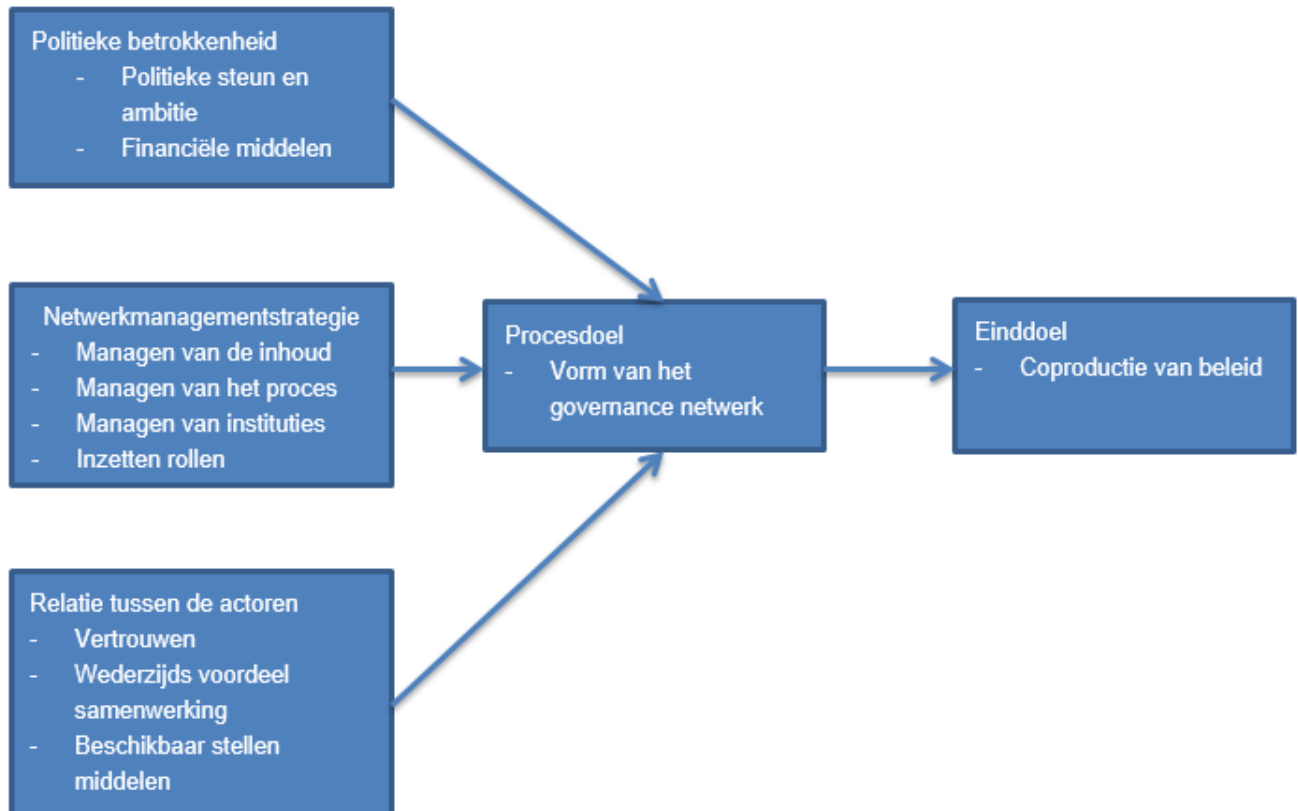 Politieke betrokkenheid
- Politieke steun en
ambitie
- Financiële middelen
Netwerkmanagementstrategie
- Managen van de inhoud
- Managen van het proces
- Managen van instituties
- Inzetten rollen
Relatie tussen de actoren
- Vertrouwen
- Wederzijds voordeel
samenwerking
- Beschikbaar stellen
middelen
Procesdoel
- Vorm van het
governance netwerk
Einddoel
- Coproductie van beleid